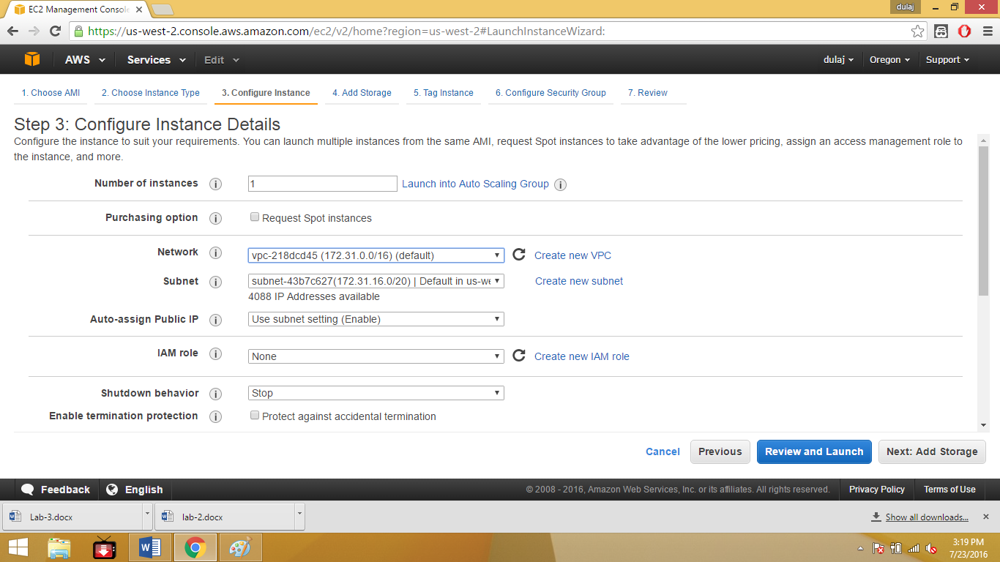 EC2 Management Consol
dulaj
https://us-west-2.console.aws.amazon.com/ec2/v2/home?region=us-west-2#LaunchInstanceWizard:
AWS Services Edit dulaj Oregon Support
1. Choose AMI 2. Choose Instance Type 3. Configure Instance 4. Add Storage 5. Tag Instance 6. Configure Security Group 7. Review
Step 3: Configure Instance Details
Configure the instance to suit your requirements. You can launch multiple instances from the same AMI, request Spot instances to take advantage of the lower pricing, assign an access management role to
the instance, and more.
Number of instances i 1 Launch into Auto Scaling Group i
Purchasing option i Request Spot instances
Network i vpc-218dcd45 (172.31.0.0/16) (default) Create new VPC
Subnet i subnet-43b7c627(172.31.16.0/20) | Default in us-we Create new subnet
4088 IP Addresses available
Auto-assign Public IP i Use subnet setting (Enable)
IAM role i None Create new IAM role
Shutdown behavior i Stop
Enable termination protection i Protect against accidental termination
Cancel Previous Review and Launch Next: Add Storage
Feedback English © 2008 - 2016, Amazon Web Services, Inc. or its affiliates. All rights reserved. Privacy Policy Terms of Use
Lab-3.docx lab-2.docx Show all downloads...
3:19 PM
7/23/2016